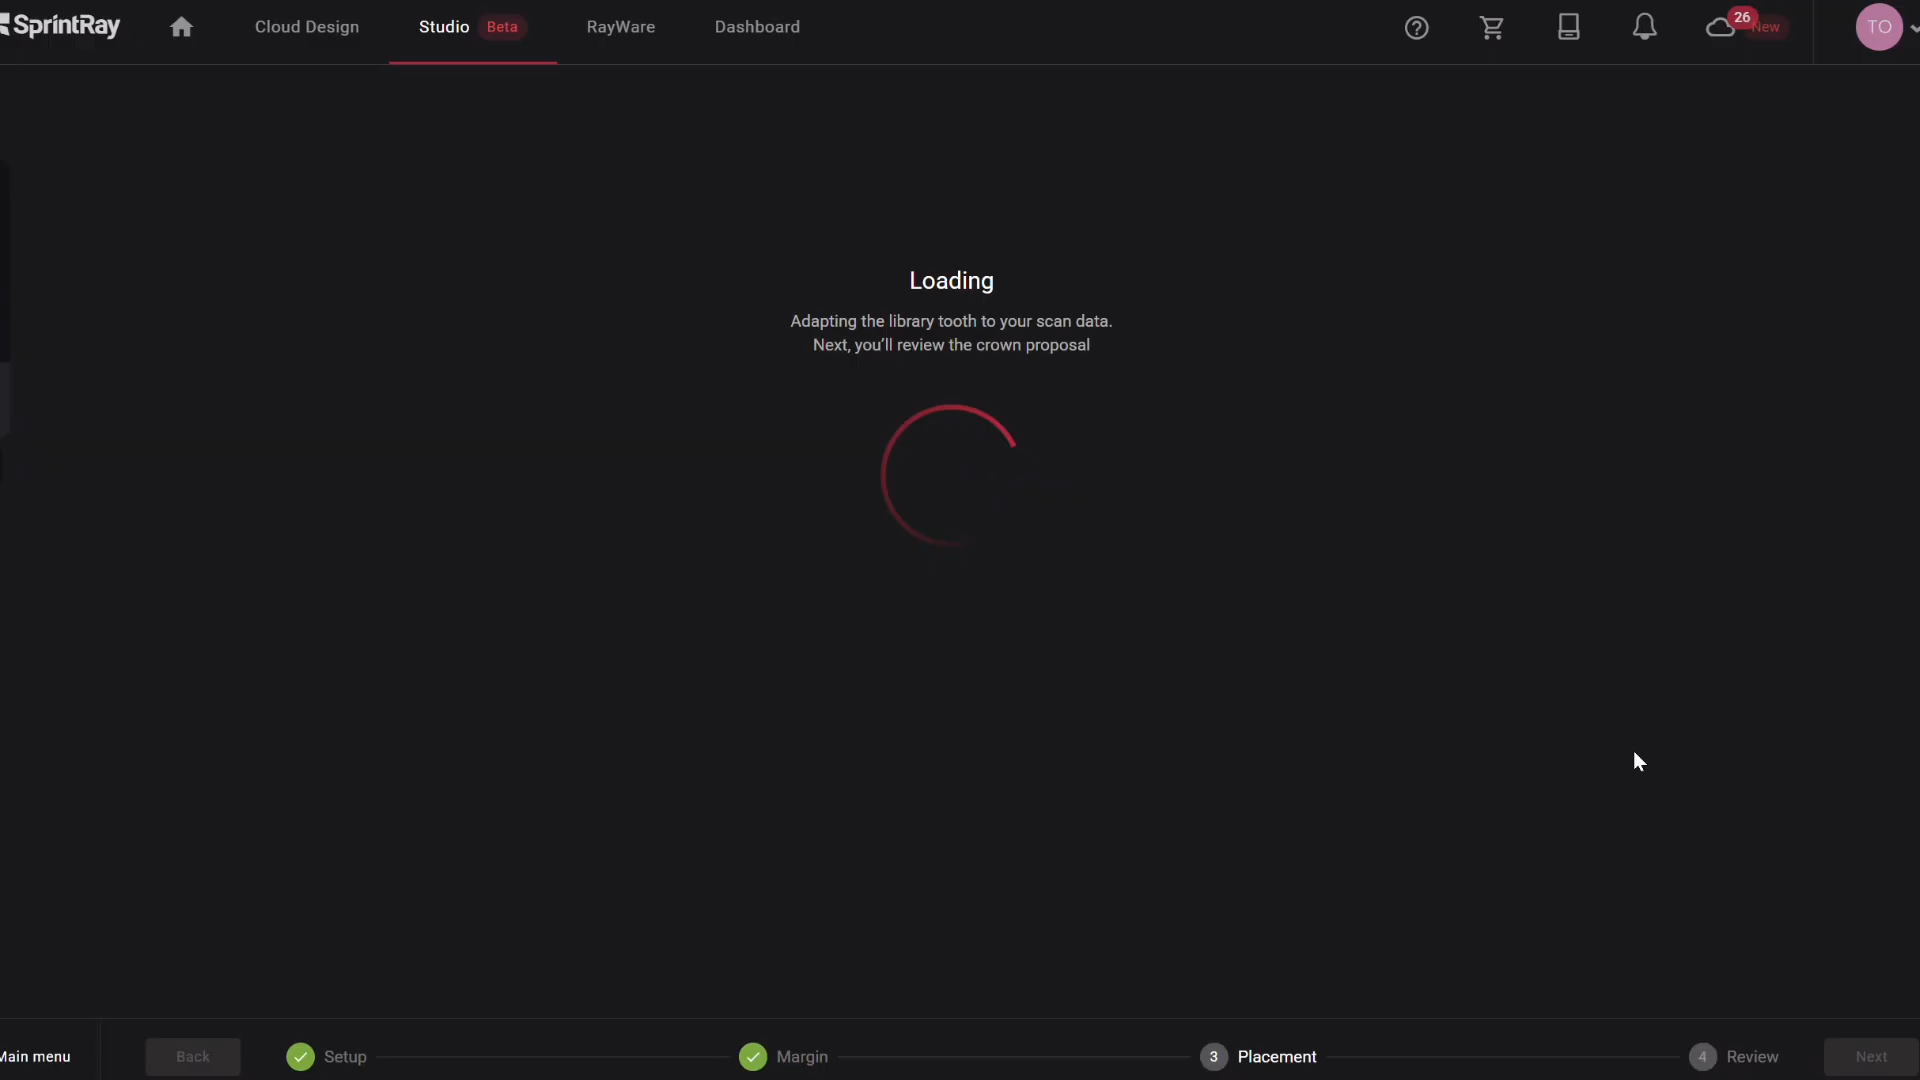 SprintRay
Cloud Design
Studio Beta
RayWare
Dashboard
26
New
TO
Loading
Adapting the library tooth to your scan data.
Next, you'll review the crown proposal
Main menu
Back
Setup
Margin
3 Placement
4 Review
Next